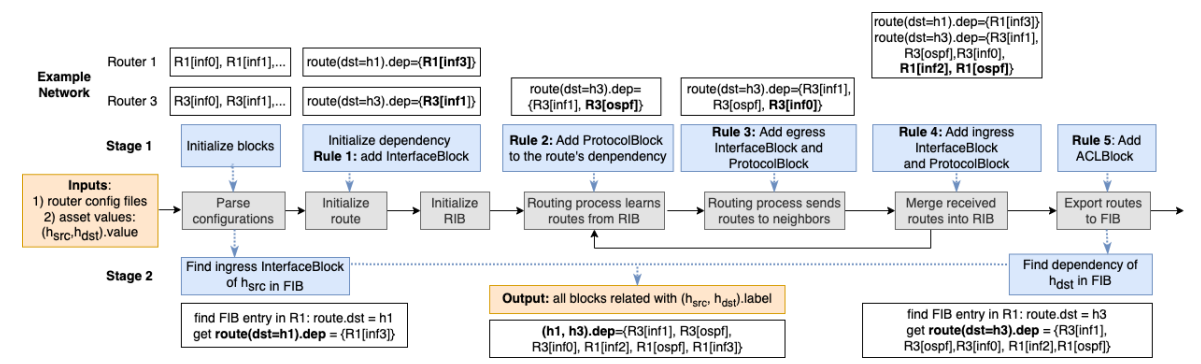 Example
Network
Router 1
R1[inf0], R1[inf1],...
route(dst=h1).dep={R1[inf3]}
route(dst=h1).dep={R1[inf3]}
route(dst=h3).dep={R3[inf1],
R3[ospf],R3[inf0],
R1[inf2], R1[ospf]}
Router 3
R3[inf0], R3[inf1],...
route(dst=h3).dep={R3[inf1]}
route(dst=h3).dep=
{R3[inf1], R3[ospf]}
route(dst=h3).dep={R3[inf1],
R3[ospf], R3[inf0]}
Stage 1
Initialize blocks
Initialize dependency
Rule 1: add InterfaceBlock
Rule 2: Add ProtocolBlock
to the route's denpendency
Rule 3: Add egress
InterfaceBlock and
ProtocolBlock
Rule 4: Add ingress
InterfaceBlock
and ProtocolBlock
Rule 5: Add
ACLBlock
Inputs:
1) router config files
2) asset values:
(hsrc,hdst).value
Parse
configurations
Initialize
route
Initialize
RIB
Routing process learns
routes from RIB
Routing process sends
routes to neighbors
Merge received
routes into RIB
Export routes
to FIB
Stage 2
Find ingress InterfaceBlock
of hsrc in FIB
Output: all blocks related with (hsrc, hdst).label
Find dependency of
hdst in FIB
find FIB entry in R1: route.dst = h1
get route(dst=h1).dep = {R1[inf3]}
(h1, h3).dep={R3[inf1], R3[ospf],
R3[inf0], R1[inf2], R1[ospf], R1[inf3]}
find FIB entry in R1: route.dst = h3
get route(dst=h3).dep = {R3[inf1],
R3[ospf],R3[inf0], R1[inf2],R1[ospf]}